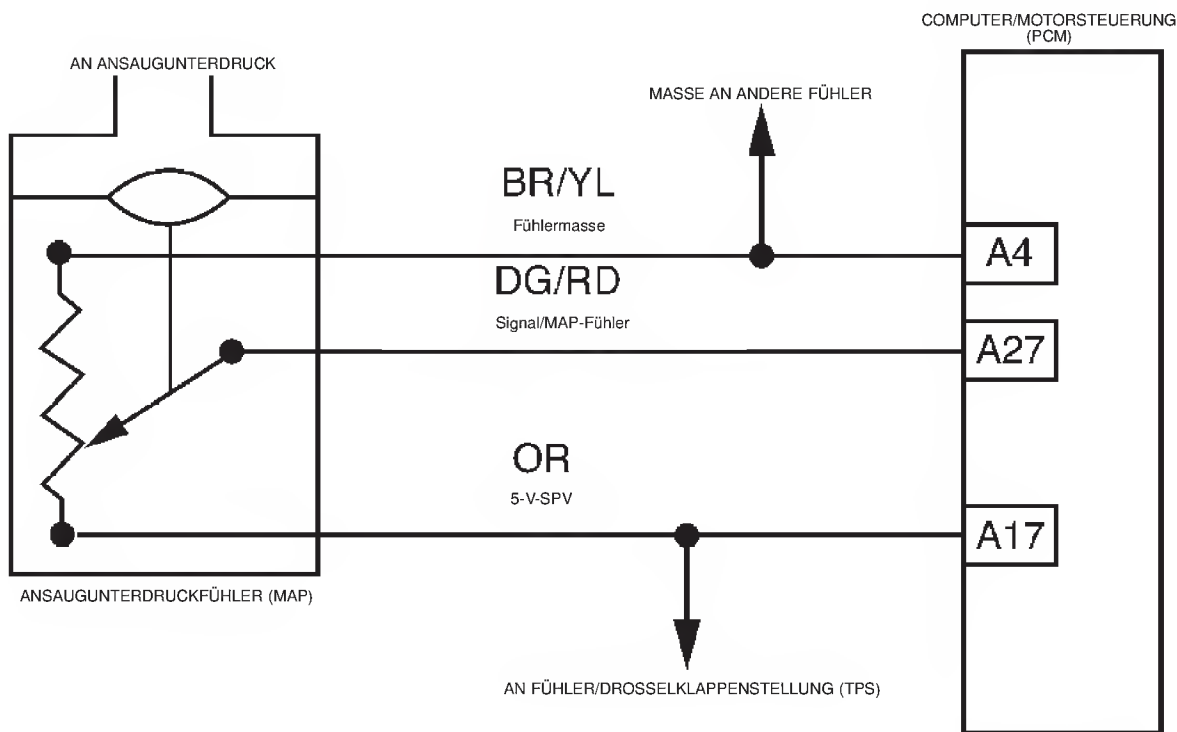 COMPUTER/MOTORSTEUERUNG
(PCM)
AN ANSAUGUNTERDRUCK
MASSE AN ANDERE FÜHLER
BR/YL
Fühlermasse
A4
DG/RD
Signal/MAP-Fühler
A27
OR
5-V-SPV
A17
ANSAUGUNTERDRUCKFÜHLER (MAP)
AN FÜHLER/DROSSELKLAPPENSTELLUNG (TPS)